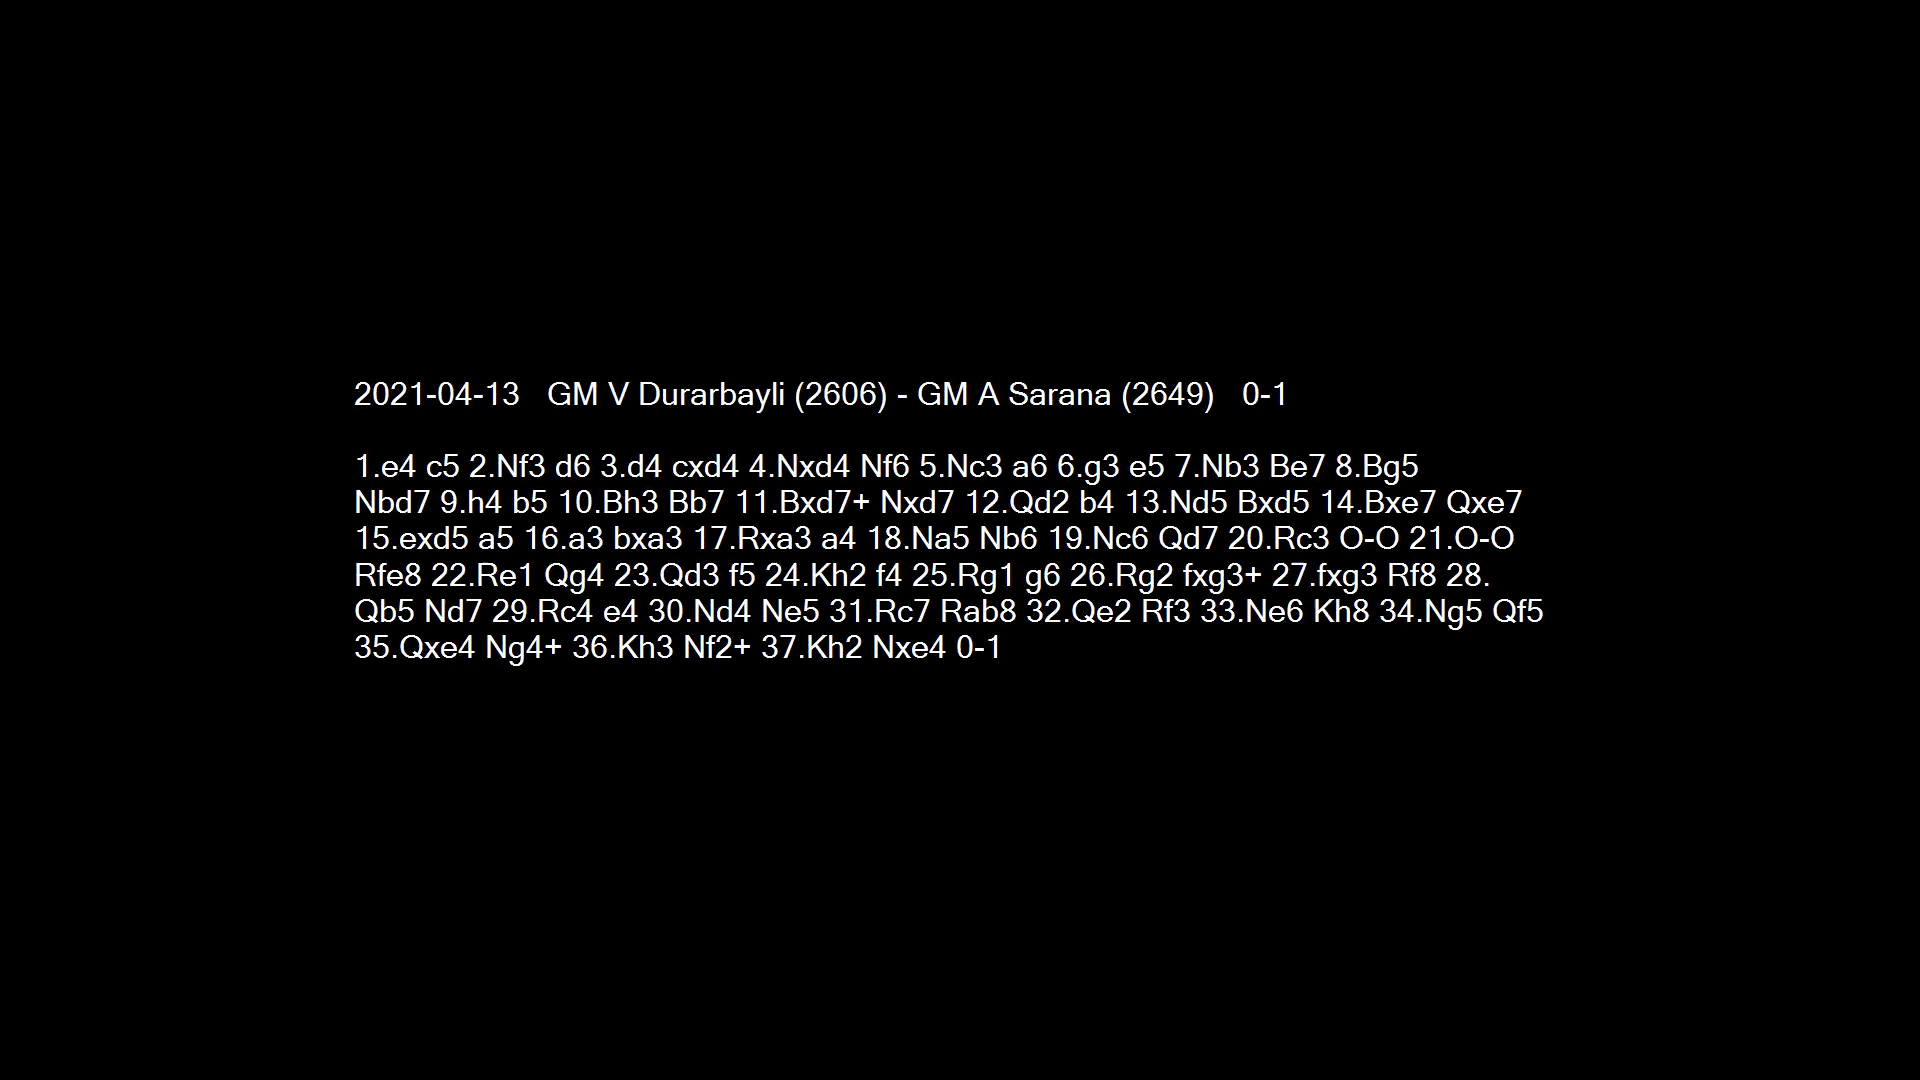 2021-04-13   GM V Durarbayli (2606) - GM A Sarana (2649)   0-1
1.e4 c5 2.Nf3 d6 3.d4 cxd4 4.Nxd4 Nf6 5.Nc3 a6 6.g3 e5 7.Nb3 Be7 8.Bg5
Nbd7 9.h4 b5 10.Bh3 Bb7 11.Bxd7+ Nxd7 12.Qd2 b4 13.Nd5 Bxd5 14.Bxe7 Qxe7
15.exd5 a5 16.a3 bxa3 17.Rxa3 a4 18.Na5 Nb6 19.Nc6 Qd7 20.Rc3 O-O 21.O-O
Rfe8 22.Re1 Qg4 23.Qd3 f5 24.Kh2 f4 25.Rg1 g6 26.Rg2 fxg3+ 27.fxg3 Rf8 28.
Qb5 Nd7 29.Rc4 e4 30.Nd4 Ne5 31.Rc7 Rab8 32.Qe2 Rf3 33.Ne6 Kh8 34.Ng5 Qf5
35.Qxe4 Ng4+ 36.Kh3 Nf2+ 37.Kh2 Nxe4 0-1